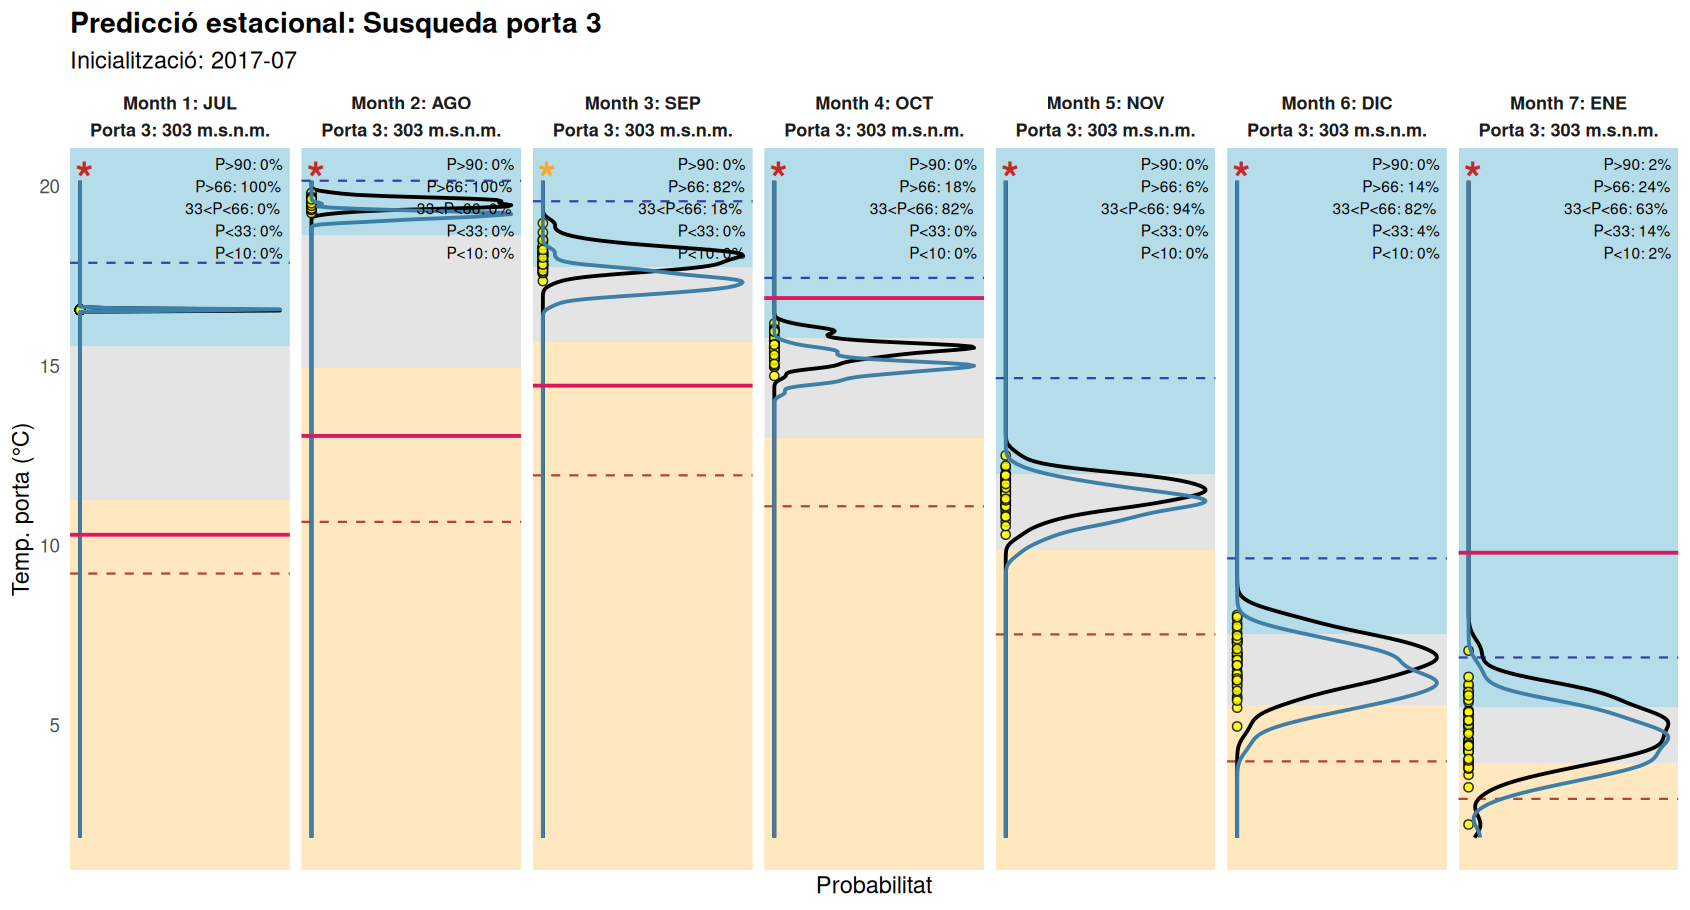 Predicció estacional: Susqueda porta 3
Inicialització: 2017-07
Month 1: JUL
Porta 3: 303 m.s.n.m.
Month 2: AGO
Porta 3: 303 m.s.n.m.
Month 3: SEP
Porta 3: 303 m.s.n.m.
Month 4: OCT
Porta 3: 303 m.s.n.m.
Month 5: NOV
Porta 3: 303 m.s.n.m.
Month 6: DIC
Porta 3: 303 m.s.n.m.
Month 7: ENE
Porta 3: 303 m.s.n.m.
Temp. porta (°C)
20
15
10
5
*
P>90: 0%
P>66: 100%
33<P<66: 0%
P<33: 0%
P<10: 0%
*
P>90: 0%
P>66: 100%
33<P<66: 0%
P<33: 0%
P<10: 0%
*
P>90: 0%
P>66: 82%
33<P<66: 18%
P<33: 0%
P<10: 0%
*
P>90: 0%
P>66: 18%
33<P<66: 82%
P<33: 0%
P<10: 0%
*
P>90: 0%
P>66: 6%
33<P<66: 94%
P<33: 0%
P<10: 0%
*
P>90: 0%
P>66: 14%
33<P<66: 82%
P<33: 4%
P<10: 0%
*
P>90: 2%
P>66: 24%
33<P<66: 63%
P<33: 14%
P<10: 2%
Probabilitat